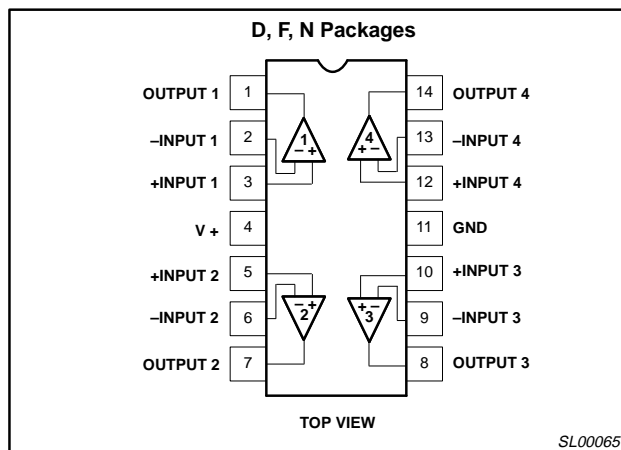 D, F, N Packages
OUTPUT 1 1 14 OUTPUT 4
–INPUT 1 2 13 –INPUT 4
1 4
– + + –
+INPUT 1 3 12 +INPUT 4
V + 4 11 GND
+INPUT 2 5 10 +INPUT 3
– + + –
2 3
–INPUT 2 6 9 –INPUT 3
OUTPUT 2 7 8 OUTPUT 3
TOP VIEW
SL00065